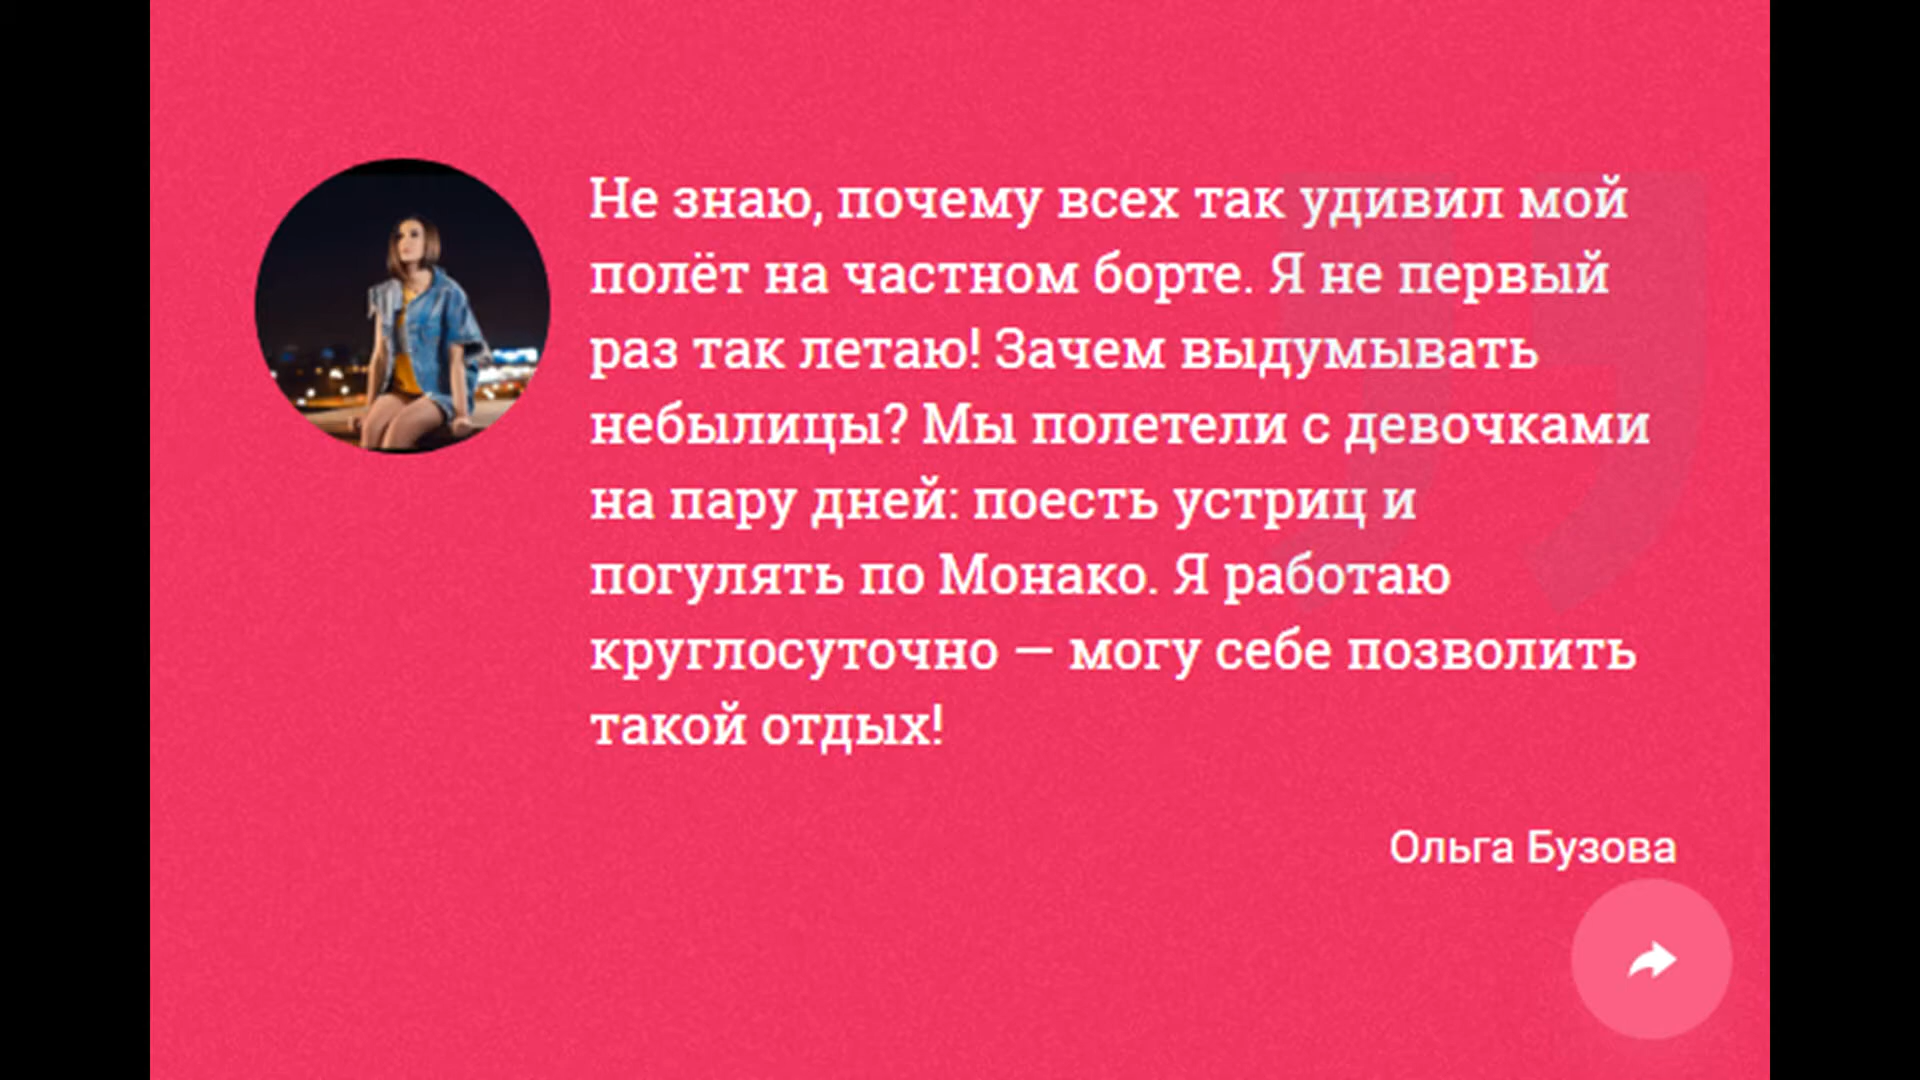 Не знаю, почему всех так удивил мой
полёт на частном борте. Я не первый
раз так летаю! Зачем выдумывать
небылицы? Мы полетели с девочками
на пару дней: поесть устриц и
погулять по Монако. Я работаю
круглосуточно — могу себе позволить
такой отдых!
Ольга Бузова